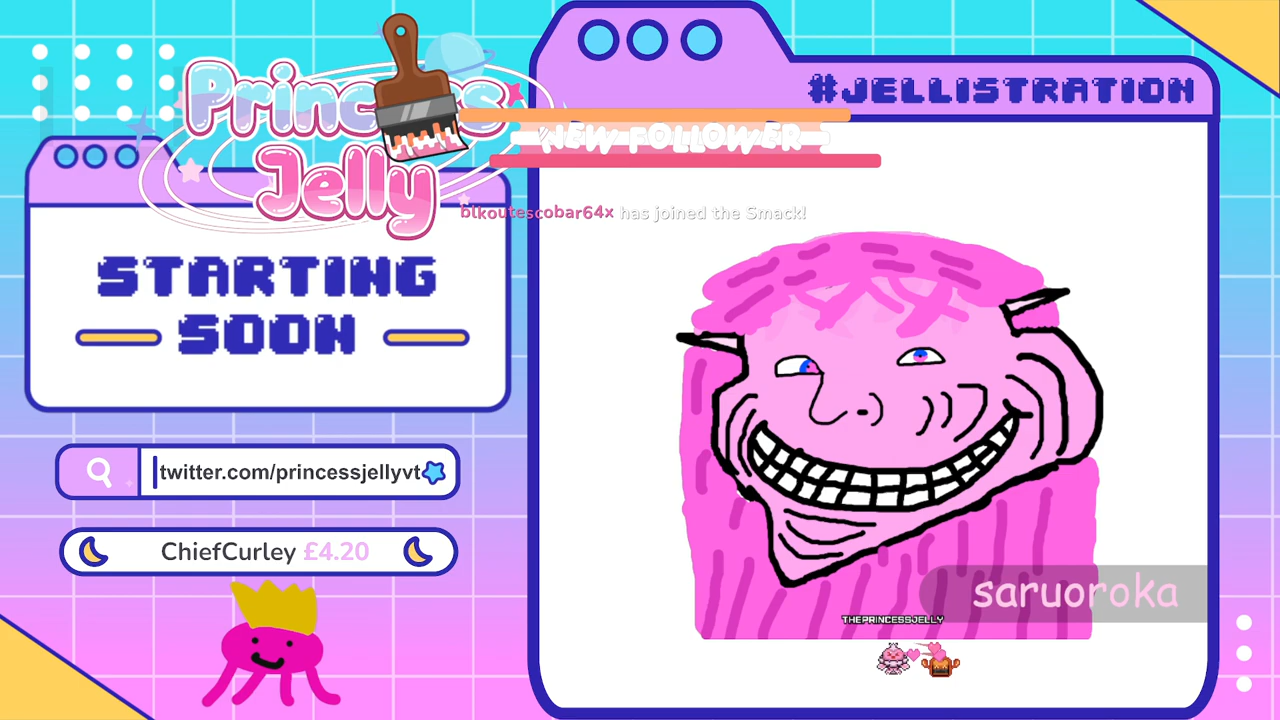 Princess
Jelly
#JELLISTRATION
NEW FOLLOWER
blkoutescobar64x has joined the Smack!
STARTING
SOON
twitter.com/princessjellyvt
ChiefCurley £4.20
saruoroka
THEPRINCESSJELLY